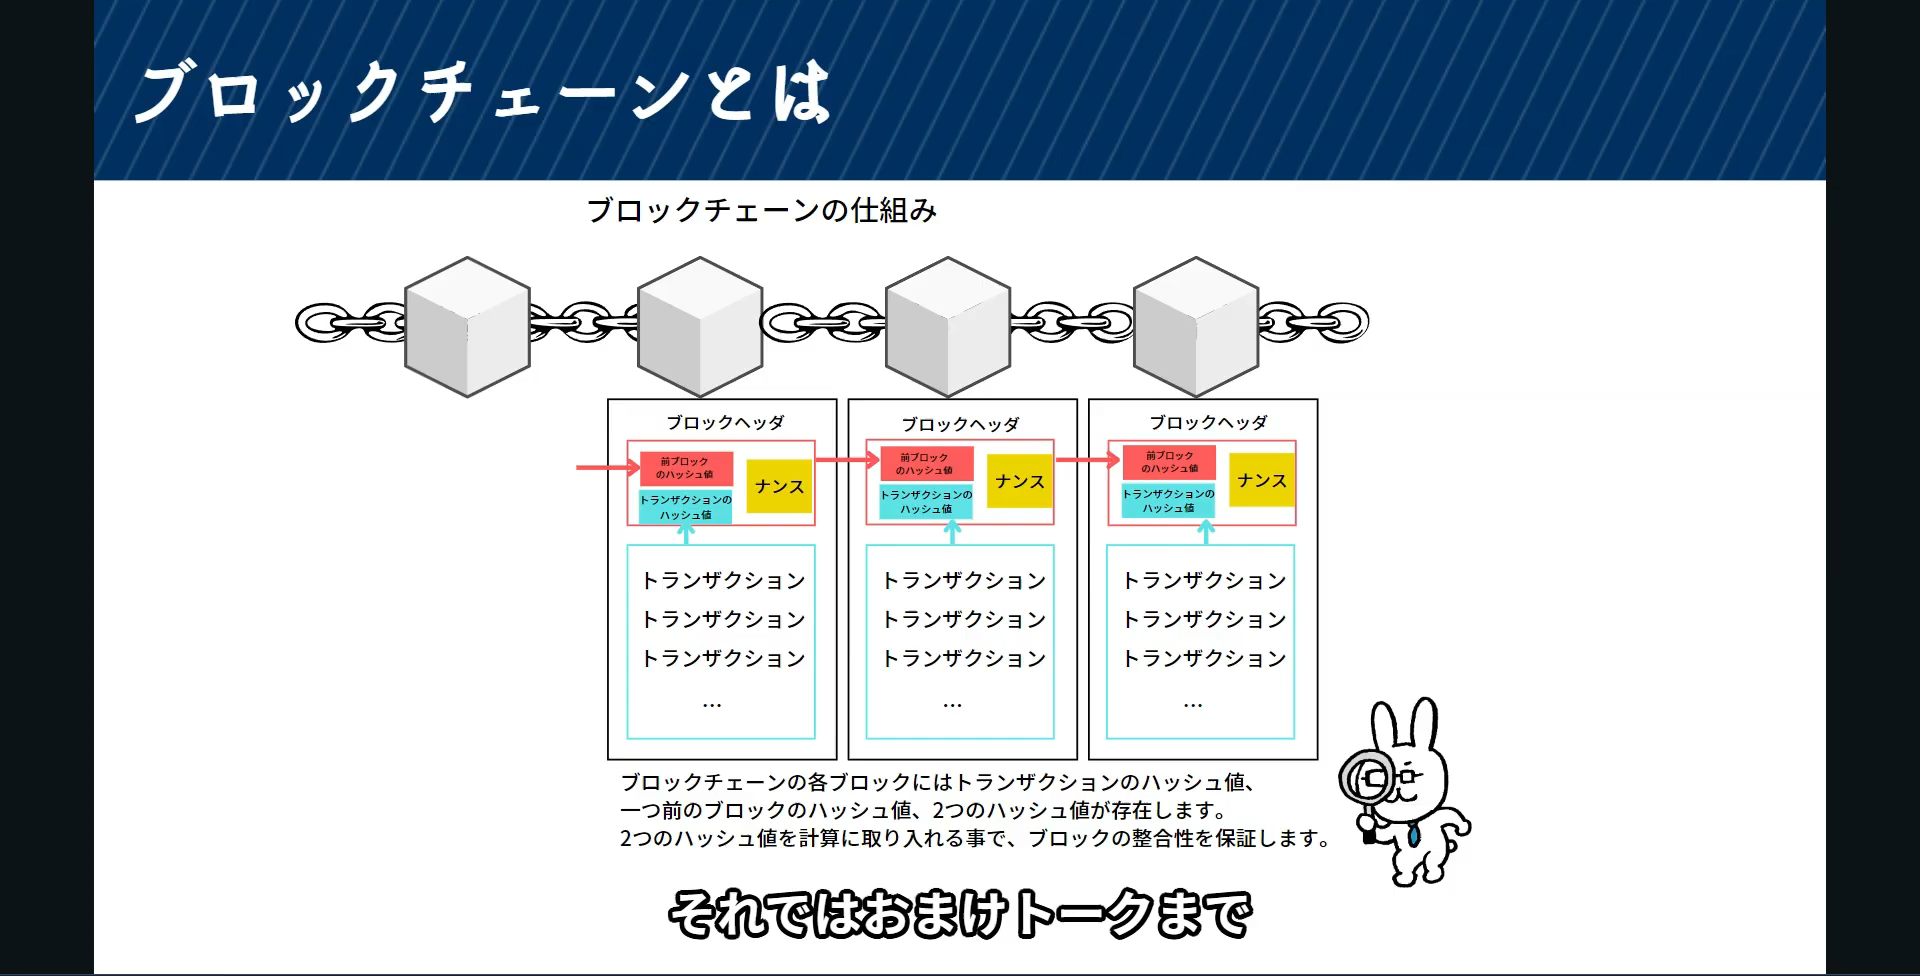 ブロックチェーンとは
ブロックチェーンの仕組み
ブロックヘッダ
前ブロック
のハッシュ値
トランザクションの
ハッシュ値
ナンス
トランザクション
トランザクション
トランザクション
...
ブロックヘッダ
前ブロック
のハッシュ値
トランザクションの
ハッシュ値
ナンス
トランザクション
トランザクション
トランザクション
...
ブロックヘッダ
前ブロック
のハッシュ値
トランザクションの
ハッシュ値
ナンス
トランザクション
トランザクション
トランザクション
...
ブロックチェーンの各ブロックにはトランザクションのハッシュ値、
一つ前のブロックのハッシュ値、2つのハッシュ値が存在します。
2つのハッシュ値を計算に取り入れる事で、ブロックの整合性を保証します。
それではおまけトークまで